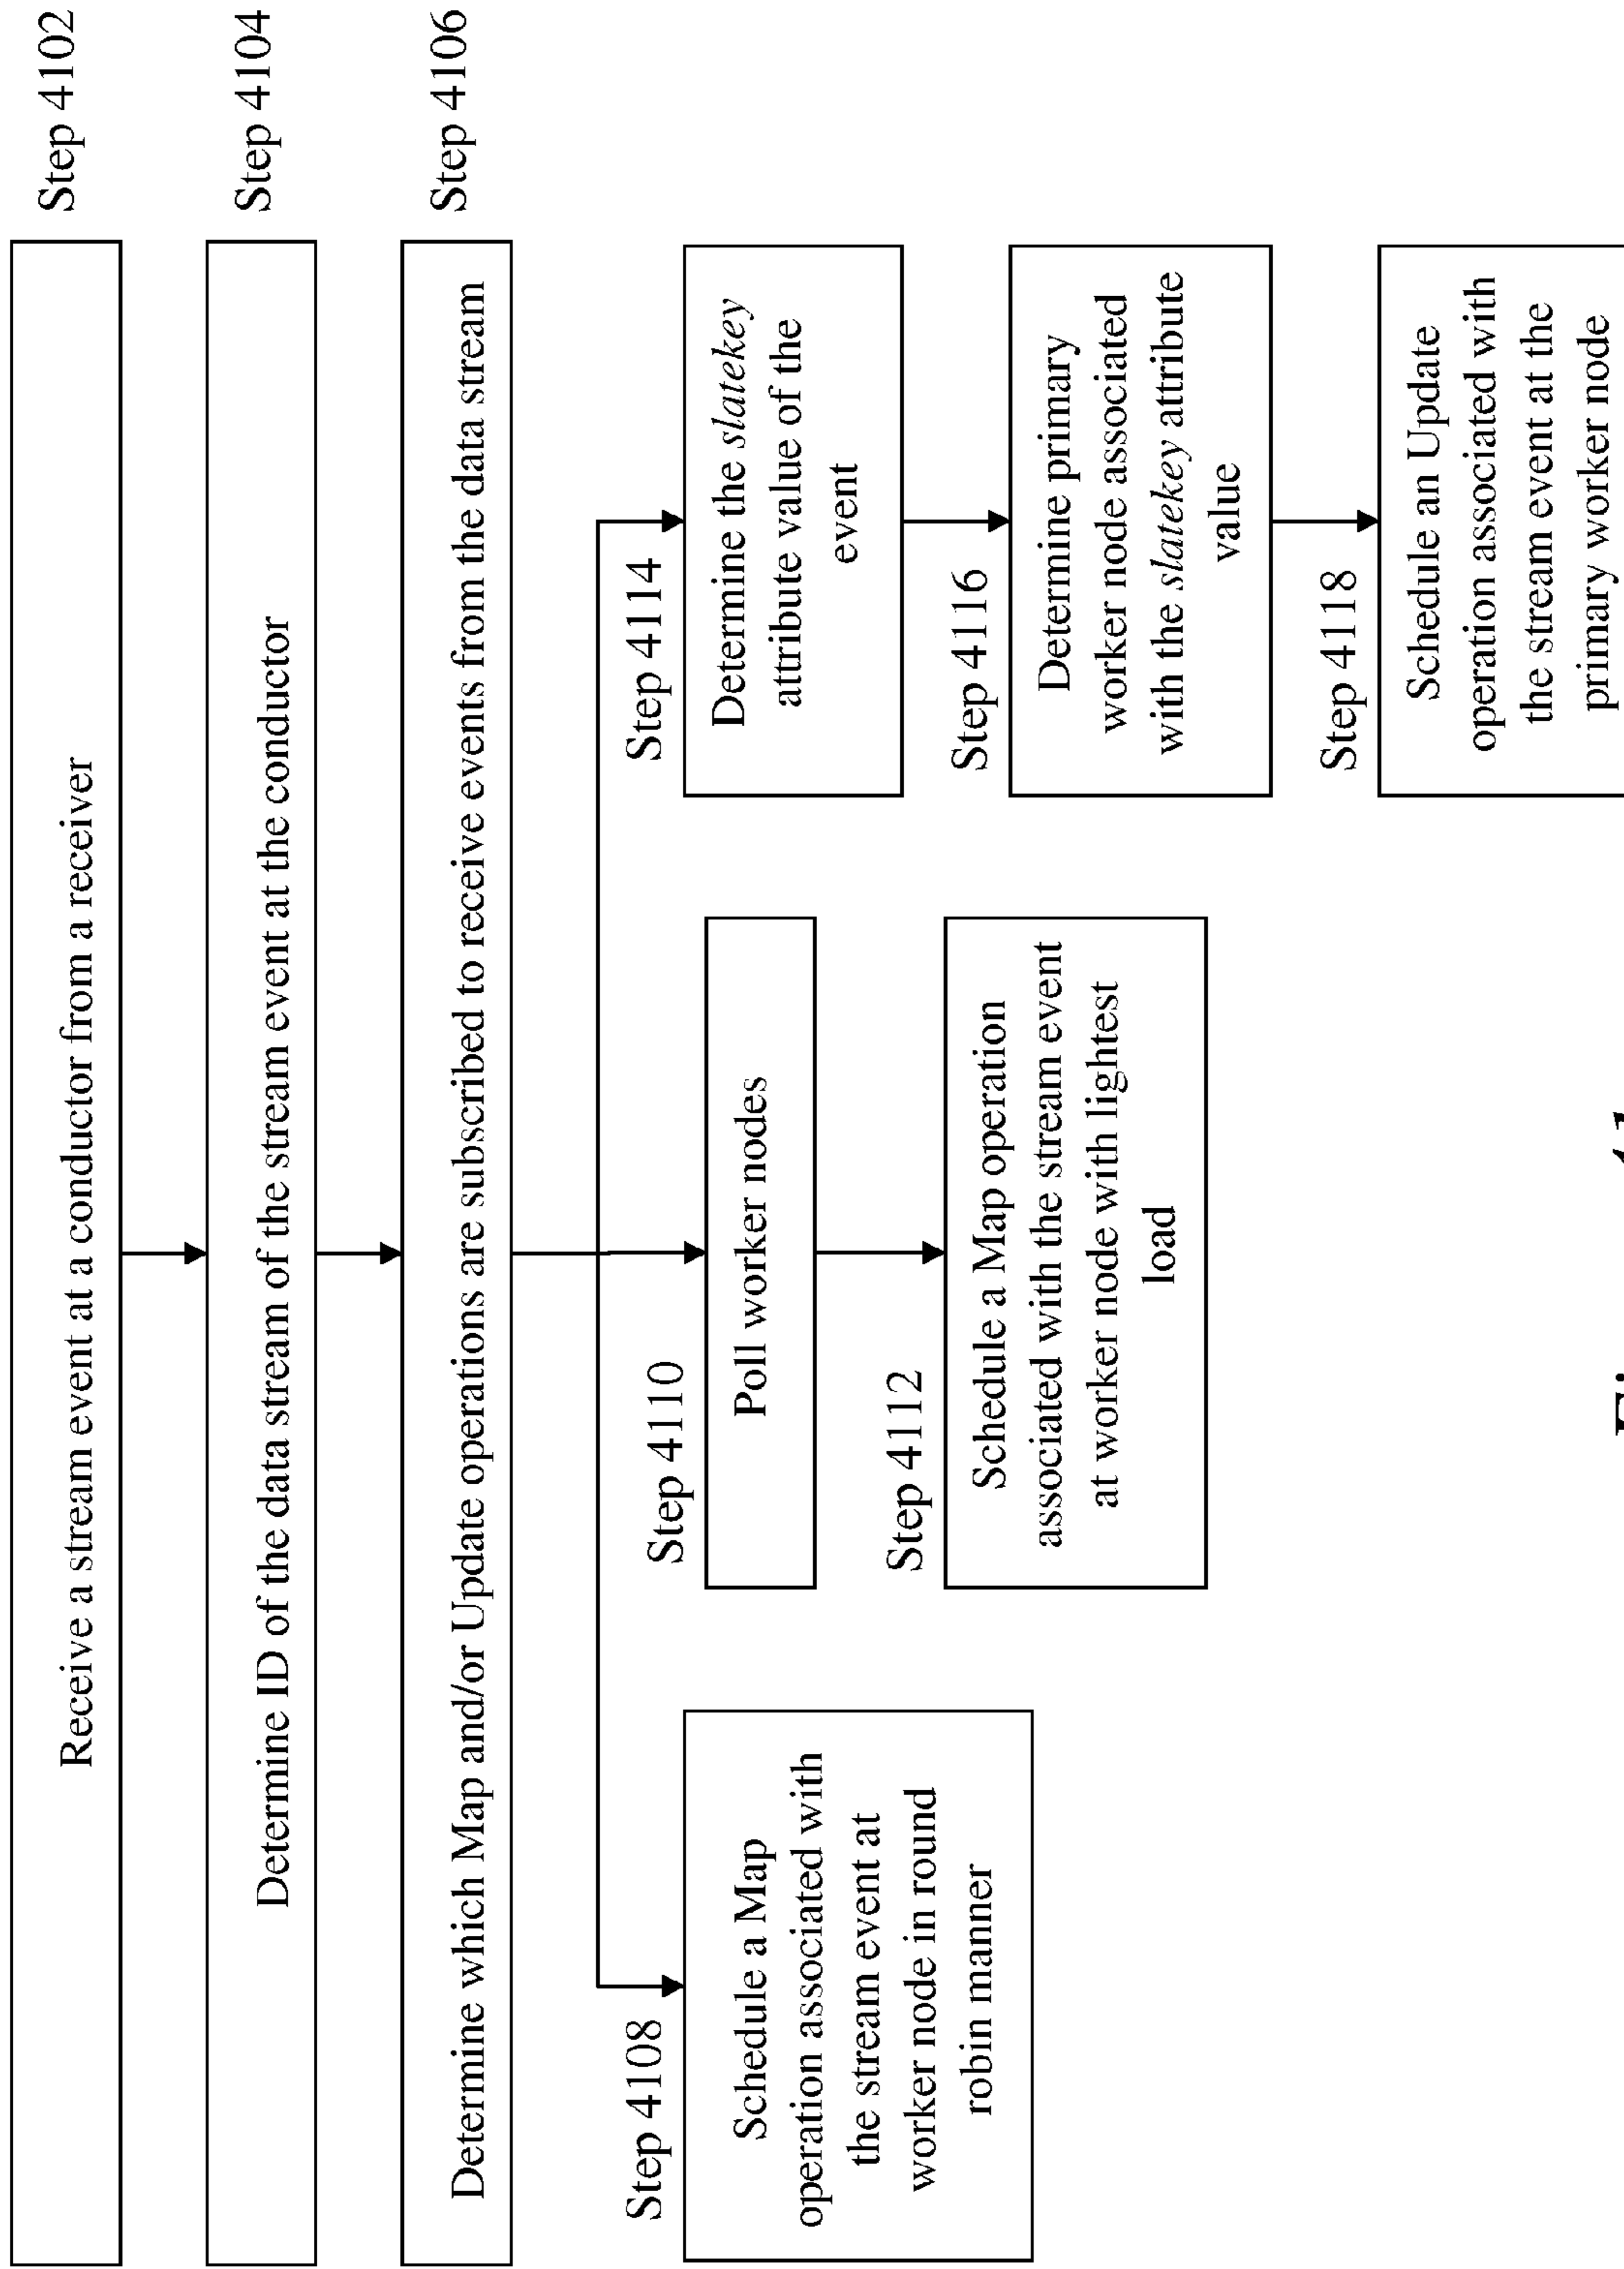 Receive a stream event at a conductor from a receiver
Step 4102
Determine ID of the data stream of the stream event at the conductor
Step 4104
Determine which Map and/or Update operations are subscribed to receive events from the data stream
Step 4106
Step 4108
Schedule a Map
operation associated with
the stream event at
worker node in round
robin manner
Step 4110
Poll worker nodes
Step 4112
Schedule a Map operation
associated with the stream event
at worker node with lightest
load
Step 4114
Determine the slatekey
attribute value of the
event
Step 4116
Determine primary
worker node associated
with the slatekey attribute
value
Step 4118
Schedule an Update
operation associated with
the stream event at the
primary worker node